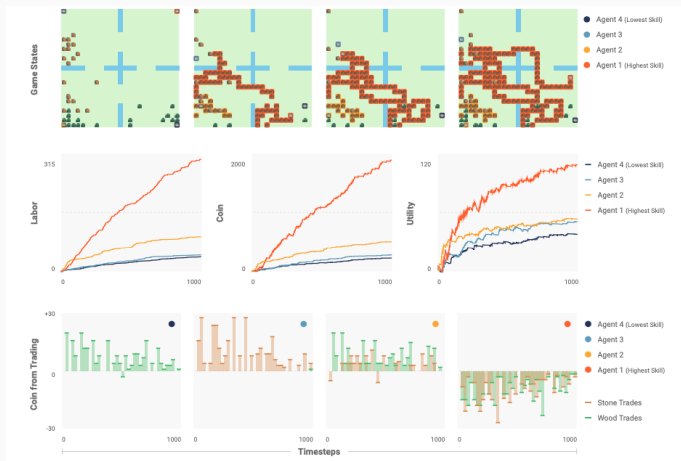 Game States
Agent 4 (Lowest Skill)
Agent 3
Agent 2
Agent 1 (Highest Skill)
Labor
315
0
0
1000
Coin
2000
0
0
1000
Utility
120
0
0
1000
Agent 4 (Lowest Skill)
Agent 3
Agent 2
Agent 1 (Highest Skill)
Coin from Trading
+30
0
-30
0
1000
0
1000
0
1000
0
1000
Agent 4 (Lowest Skill)
Agent 3
Agent 2
Agent 1 (Highest Skill)
Stone Trades
Wood Trades
Timesteps